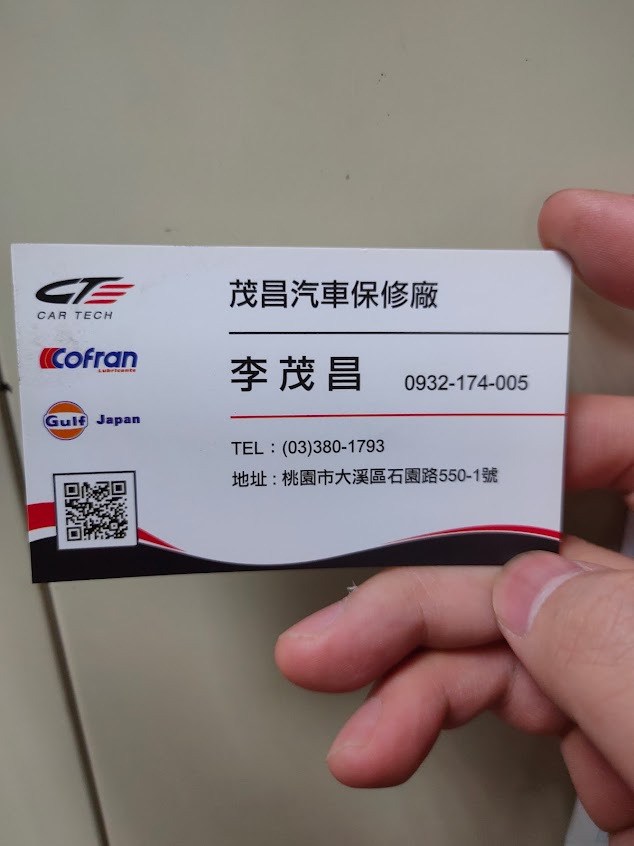 CTE
CAR TECH
Cofran
Lubricants
Gulf Japan
茂昌汽車保修廠
李茂昌 0932-174-005
TEL：(03)380-1793
地址：桃園市大溪區石園路550-1號